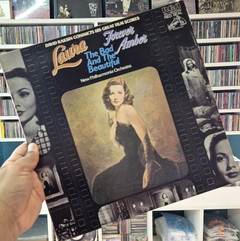 DAVID RAKSIN CONDUCTS HIS GREAT FILM SCORES
Laura
Forever
Amber
The Bad
And The
Beautiful
New Philharmonia Orchestra